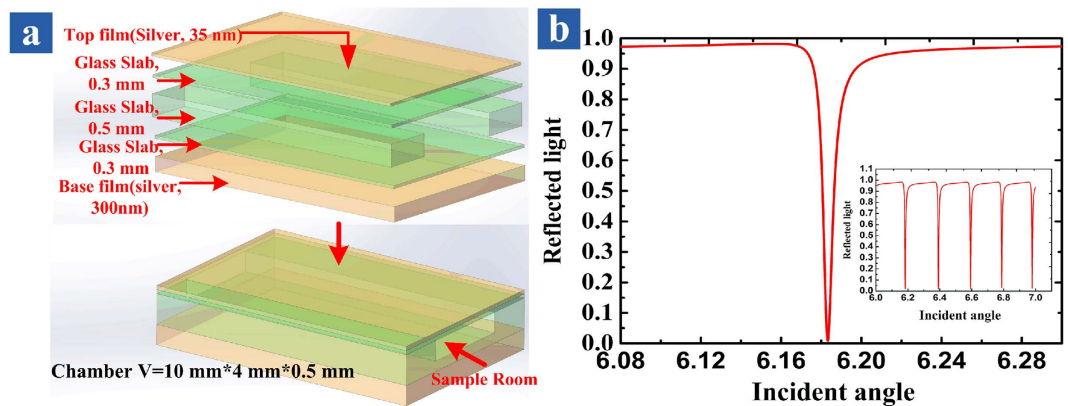 a
Top film(Silver, 35 nm)
Glass Slab,
0.3 mm
Glass Slab,
0.5 mm
Glass Slab,
0.3 mm
Base film(silver,
300nm)
Chamber V=10 mm*4 mm*0.5 mm
Sample Room
b
Reflected light
1.0
0.9
0.8
0.7
0.6
0.5
0.4
0.3
0.2
0.1
0.0
6.08 6.12 6.16 6.20 6.24 6.28
Incident angle
Reflected light
1.1
1.0
0.9
0.8
0.7
0.6
0.5
0.4
0.3
0.2
0.1
0.0
6.0 6.2 6.4 6.6 6.8 7.0
Incident angle